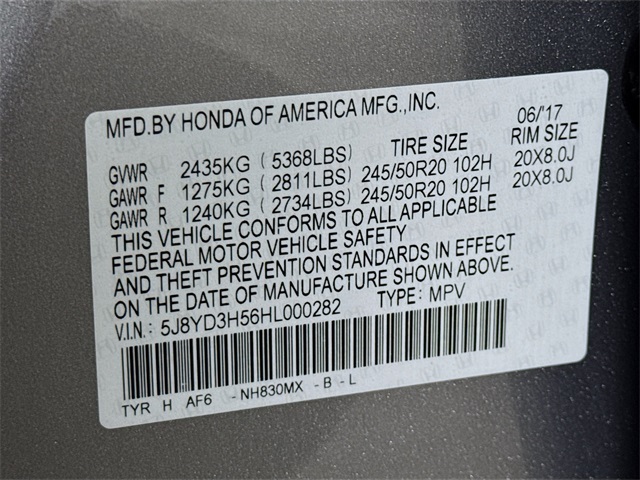 MFD.BY HONDA OF AMERICA MFG.,INC. 06/'17
TIRE SIZE RIM SIZE
GVWR 2435KG (5368LBS)
GAWR F 1275KG (2811LBS) 245/50R20 102H 20X8.0J
GAWR R 1240KG (2734LBS) 245/50R20 102H 20X8.0J
THIS VEHICLE CONFORMS TO ALL APPLICABLE
FEDERAL MOTOR VEHICLE SAFETY
AND THEFT PREVENTION STANDARDS IN EFFECT
ON THE DATE OF MANUFACTURE SHOWN ABOVE.
V.I.N.: 5J8YD3H56HL000282 TYPE: MPV
TYR H AF6 -NH830MX -B-L